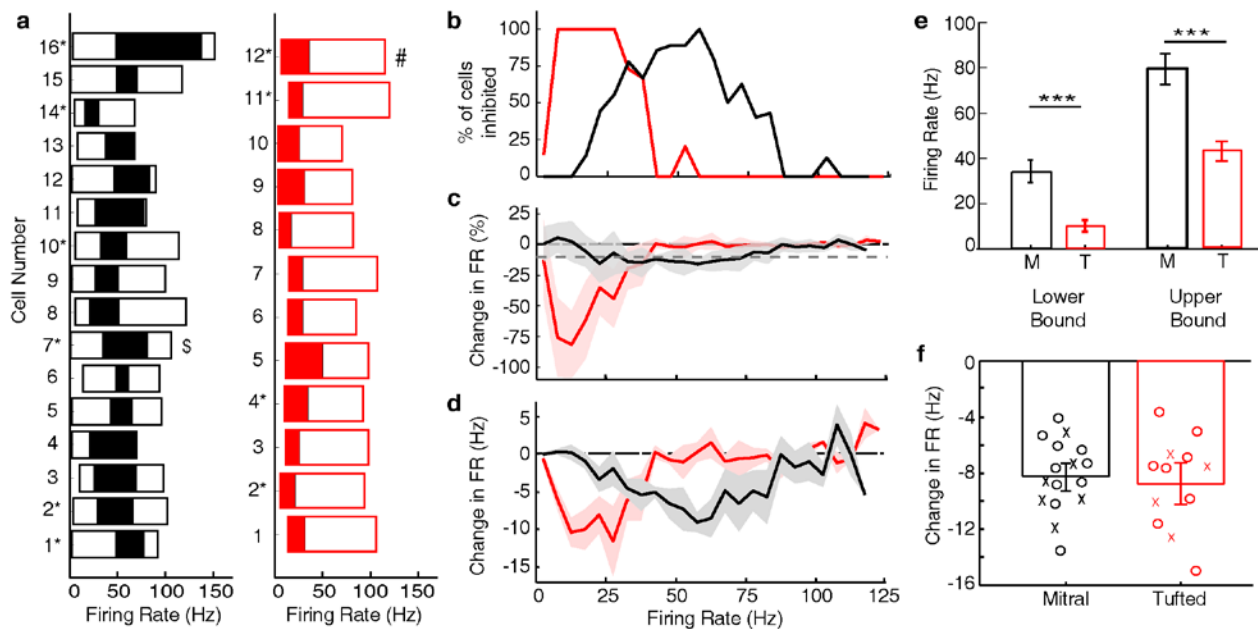 a
Cell Number
16*
15
14*
13
12
11
10*
9
8
7*
6
5
4
3
2*
1*
$
0 50 100 150
Firing Rate (Hz)
12*
11*
10
9
8
7
6
5
4*
3
2*
1
#
0 50 100 150
Firing Rate (Hz)
b
% of cells
inhibited
100
75
50
25
0
c
Change in FR (%)
25
0
-25
-50
-75
-100
d
Change in FR (Hz)
5
0
-5
-10
-15
0 25 50 75 100 125
Firing Rate (Hz)
e
Firing Rate (Hz)
100
80
60
40
20
0
***
***
M T M T
Lower
Bound
Upper
Bound
f
Change in FR (Hz)
0
-4
-8
-12
-16
Mitral Tufted